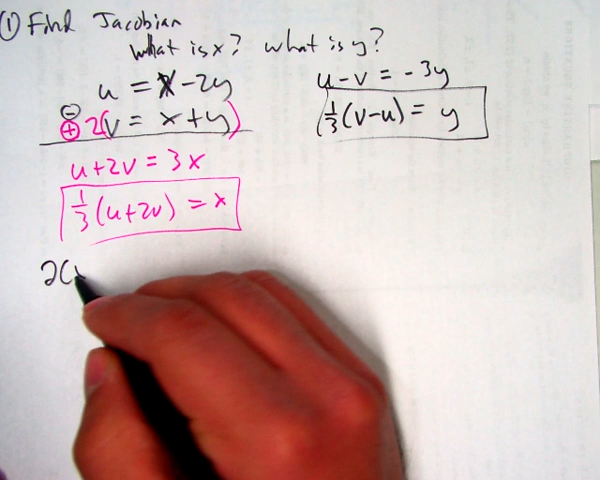 ① Find Jacobian
what is x? what is y?
u = x - 2y
⊖
⊕ 2(v = x + y)
u + 2v = 3x
1/3 (u + 2v) = x
u - v = -3y
1/3 (v - u) = y
∂(